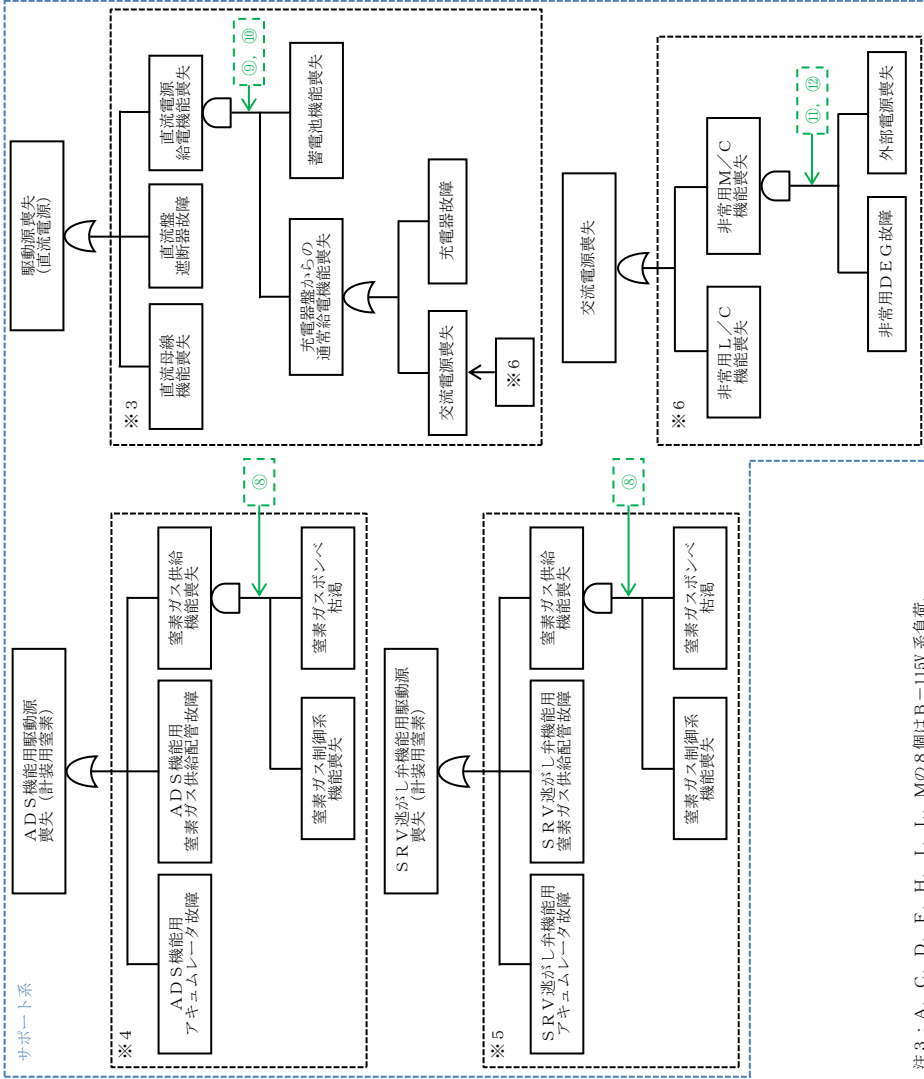 サポート系
ADS機能用駆動源
喪失(計装用窒素)
※4
ADS機能用
アキュムレータ故障
ADS機能用
窒素ガス供給配管故障
窒素ガス供給
機能喪失
⑧
窒素ガス制御系
機能喪失
窒素ガスボンベ
枯渇
SRV逃がし弁機能用駆動源
喪失(計装用窒素)
※5
SRV逃がし弁機能用
アキュムレータ故障
SRV逃がし弁機能用
窒素ガス供給配管故障
窒素ガス供給
機能喪失
⑧
窒素ガス制御系
機能喪失
窒素ガスボンベ
枯渇
駆動源喪失
(直流電源)
※3
直流母線
機能喪失
直流盤
遮断器故障
直流電源
給電機能喪失
⑨,⑩
充電器盤からの
通常給電機能喪失
蓄電池機能喪失
交流電源喪失
充電器故障
※6
交流電源喪失
※6
非常用L/C
機能喪失
非常用M/C
機能喪失
⑪,⑫
非常用DEG故障
外部電源喪失